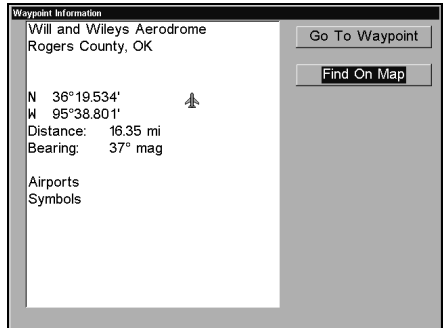 Waypoint Information
Will and Wileys Aerodrome
Rogers County, OK
N 36°19.534'
W 95°38.801'
Distance: 16.35 mi
Bearing: 37° mag
Airports
Symbols
Go To Waypoint
Find On Map